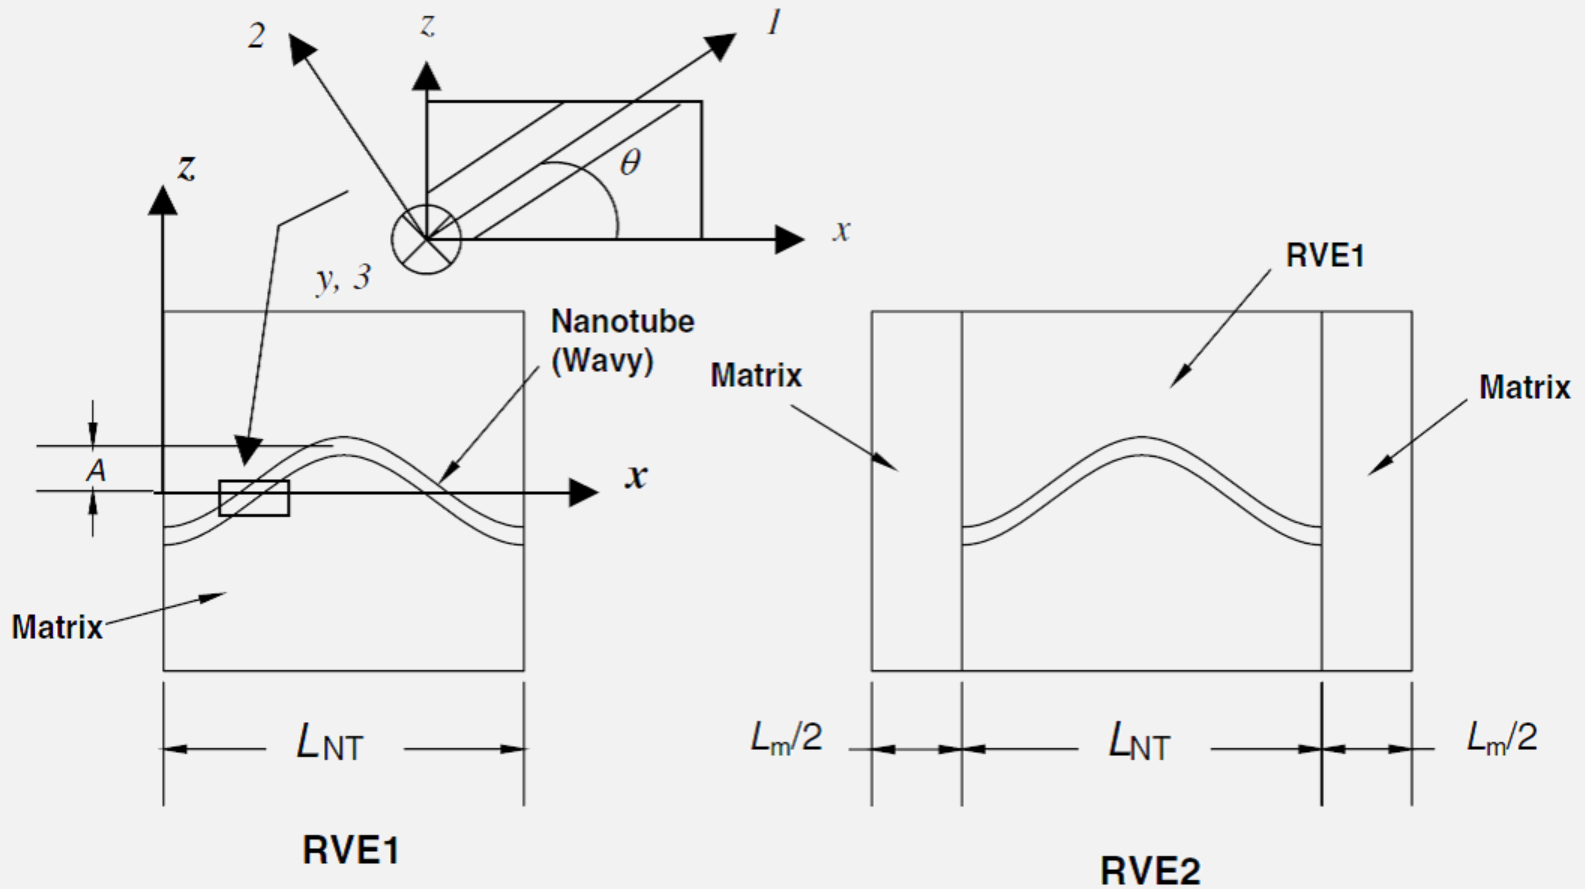 2
z
1
θ
x
y, 3
z
Nanotube
(Wavy)
A
x
Matrix
L_NT
RVE1
RVE1
Matrix
Matrix
L_m/2
L_NT
L_m/2
RVE2